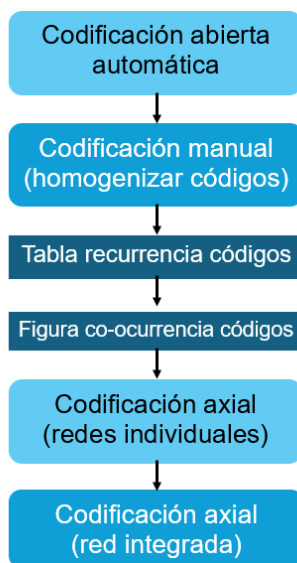 Codificación abierta
automática
Codificación manual
(homogenizar códigos)
Tabla recurrencia códigos
Figura co-ocurrencia códigos
Codificación axial
(redes individuales)
Codificación axial
(red integrada)